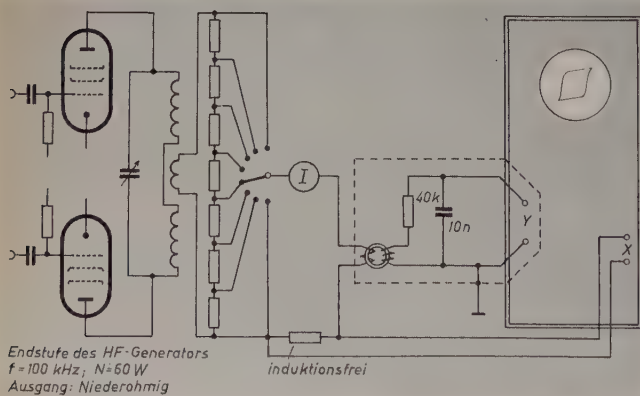 I
40k
10n
Y
X
Endstufe des HF-Generators
f=100 kHz; N=60 W
Ausgang: Niederohmig
induktionsfrei